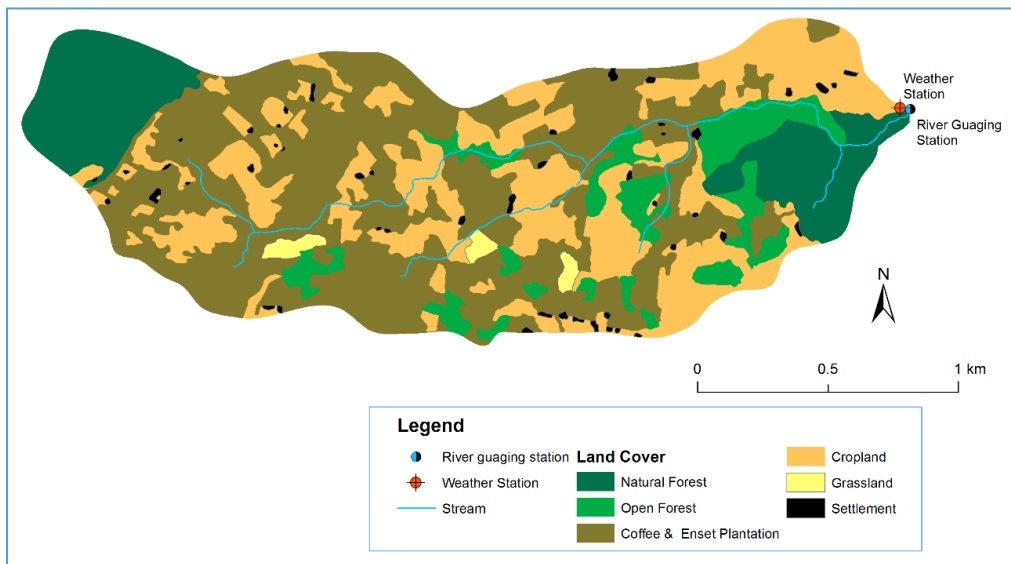 Weather
Station
River Guaging
Station
N
0 0.5 1 km
Legend
River guaging station
Weather Station
Stream
Land Cover
Natural Forest
Open Forest
Coffee & Enset Plantation
Cropland
Grassland
Settlement